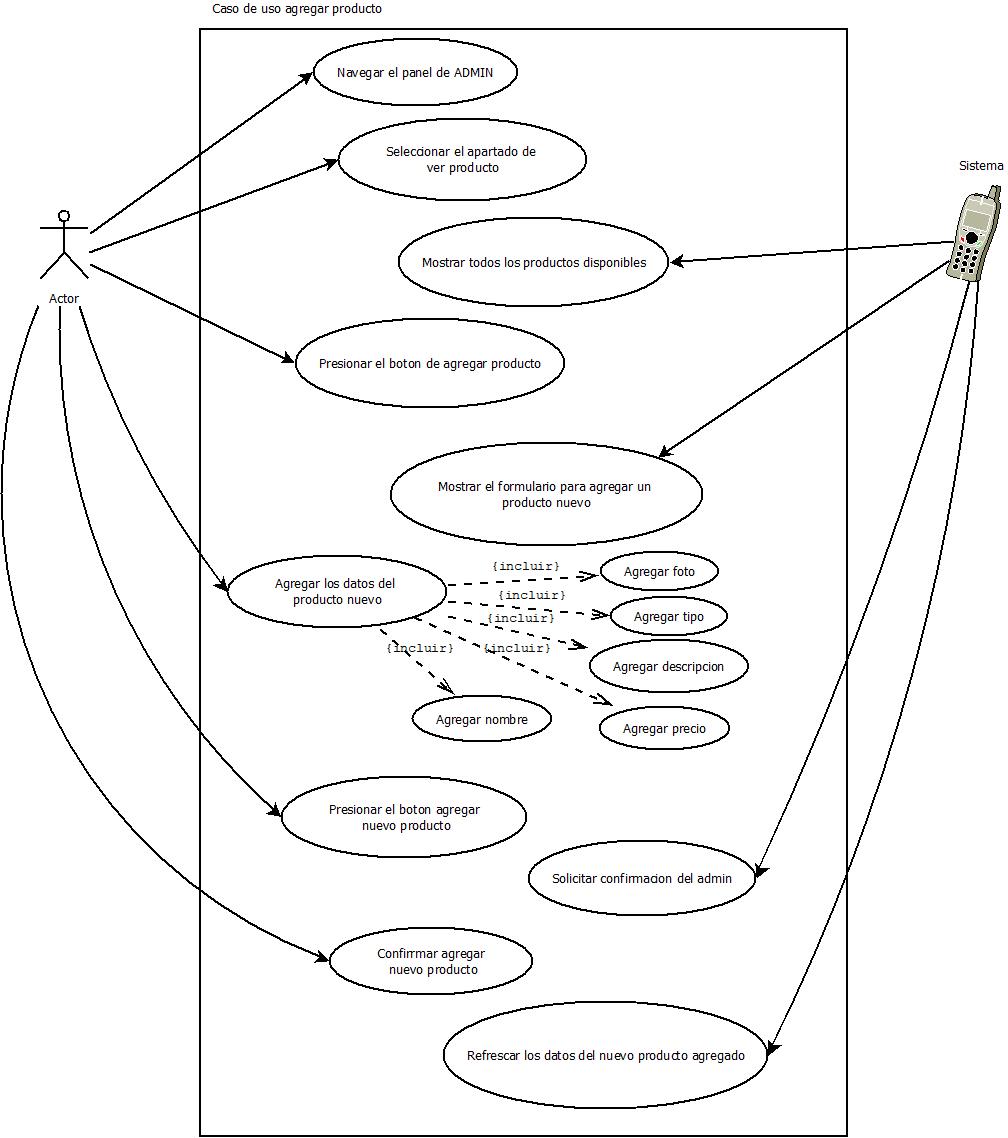 Caso de uso agregar producto
Navegar el panel de ADMIN
Seleccionar el apartado de
ver producto
Sistema
Mostrar todos los productos disponibles
Actor
Presionar el boton de agregar producto
Mostrar el formulario para agregar un
producto nuevo
Agregar los datos del
producto nuevo
{incluir}
Agregar foto
{incluir}
Agregar tipo
{incluir}
Agregar descripcion
{incluir}
{incluir}
Agregar nombre
Agregar precio
Presionar el boton agregar
nuevo producto
Solicitar confirmacion del admin
Confirmar agregar
nuevo producto
Refrescar los datos del nuevo producto agregado